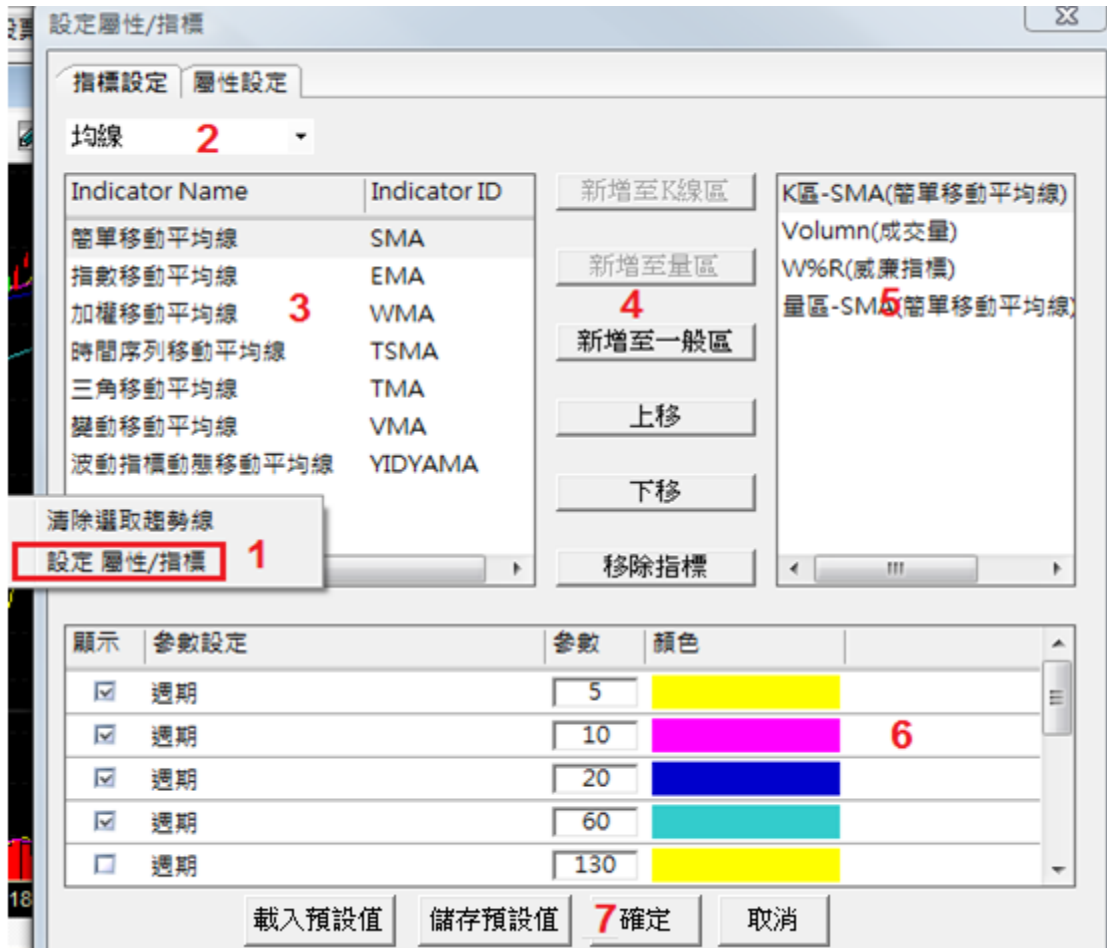 設定屬性/指標
指標設定 屬性設定
均線 2
Indicator Name Indicator ID
簡單移動平均線 SMA
指數移動平均線 EMA
加權移動平均線 WMA
時間序列移動平均線 TSMA
三角移動平均線 TMA
變動移動平均線 VMA
波動指標動態移動平均線 YIDYAMA
3
新增至K線區
新增至量區
4
新增至一般區
上移
下移
移除指標
K區-SMA(簡單移動平均線)
Volumn(成交量)
W%R(威廉指標)
量區-SMA(簡單移動平均線)
5
清除選取趨勢線
設定 屬性/指標 1
顯示 參數設定 參數 顏色
週期 5
週期 10
6
週期 20
週期 60
週期 130
18
載入預設值 儲存預設值 7 確定 取消